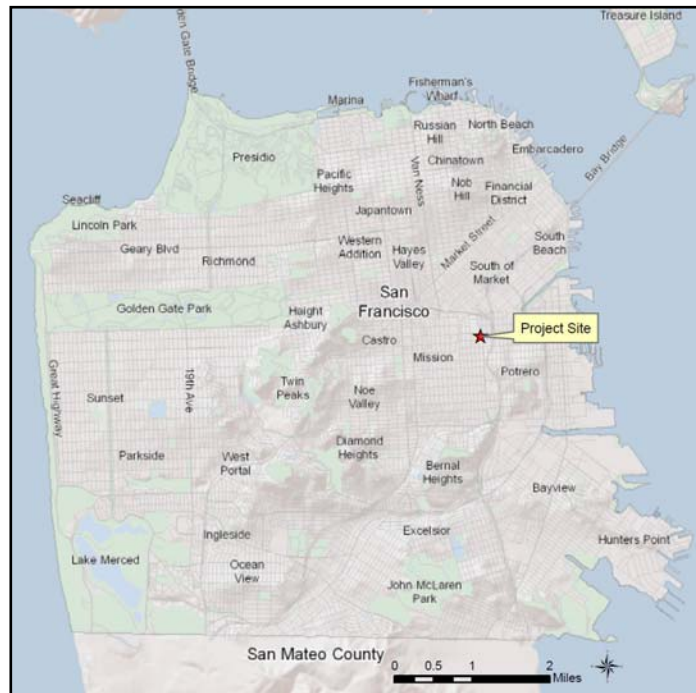 Treasure Island
den Gate Bridge
Marina
Fisherman's
Wharf
Russian
Hill
North Beach
Embarcadero
Bay Bridge
Presidio
Pacific
Heights
Van Ness
Chinatown
Nob
Hill
Financial
District
Seacliff
Lincoln Park
Japantown
Market Street
Geary Blvd
Richmond
Western
Addition
Hayes
Valley
South
Beach
South of
Market
San
Francisco
Golden Gate Park
Haight
Ashbury
Castro
Mission
Project Site
Potrero
Great Highway
Sunset
19th Ave
Twin
Peaks
Noe
Valley
Parkside
West
Portal
Diamond
Heights
Bernal
Heights
Bayview
Lake Merced
Ingleside
Ocean
View
Excelsior
Hunters Point
John McLaren
Park
San Mateo County
0 0.5 1 2
Miles